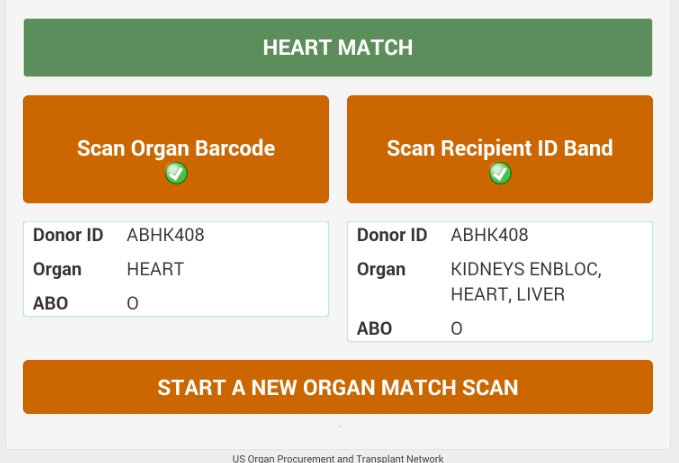 HEART MATCH
Scan Organ Barcode
Scan Recipient ID Band
Donor ID ABHK408
Organ HEART
ABO O
Donor ID ABHK408
Organ KIDNEYS ENBLOC,
HEART, LIVER
ABO O
START A NEW ORGAN MATCH SCAN
US Organ Procurement and Transplant Network